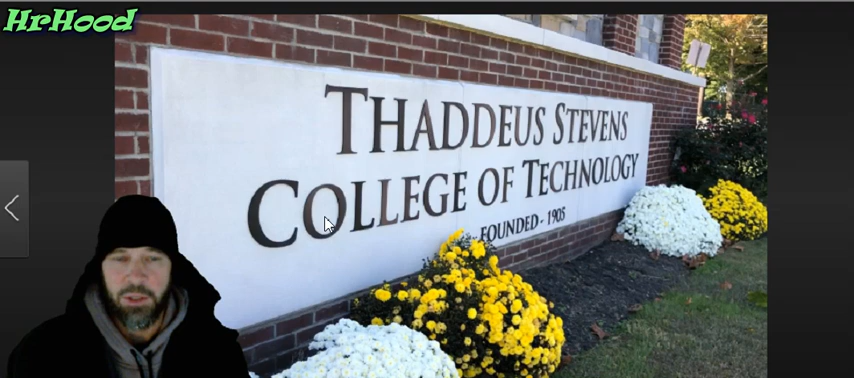 HrHood
THADDEUS STEVENS
COLLEGE OF TECHNOLOGY
- FOUNDED - 1905